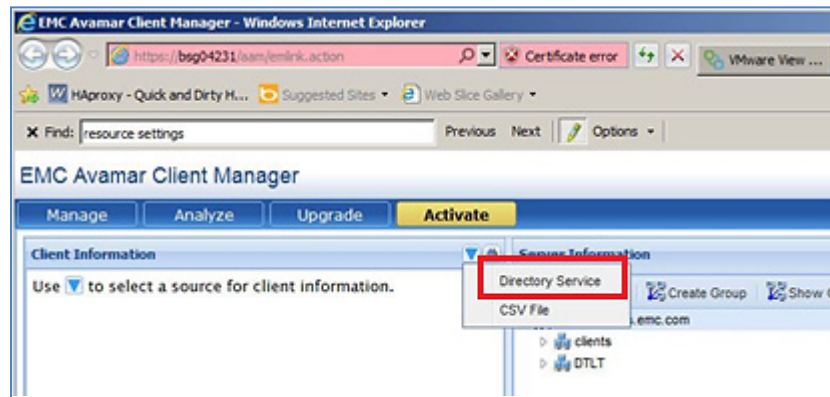 EMC Avamar Client Manager - Windows Internet Explorer
https://bsg04231/aam/emlink.action
Certificate error
VMware View ...
HAproxy - Quick and Dirty H...
Suggested Sites
Web Slice Gallery
Find: resource settings
Previous Next Options
EMC Avamar Client Manager
Manage Analyze Upgrade Activate
Client Information
Server Information
Use to select a source for client information.
Directory Service
CSV File
Create Group
Show
.emc.com
clients
DTLT